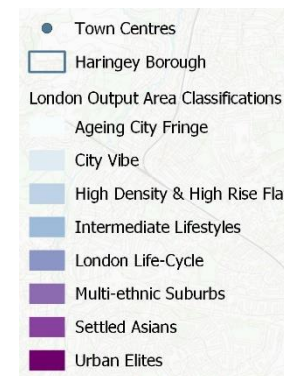 Town Centres
Haringey Borough
London Output Area Classifications
Ageing City Fringe
City Vibe
High Density & High Rise Fla
Intermediate Lifestyles
London Life-Cycle
Multi-ethnic Suburbs
Settled Asians
Urban Elites